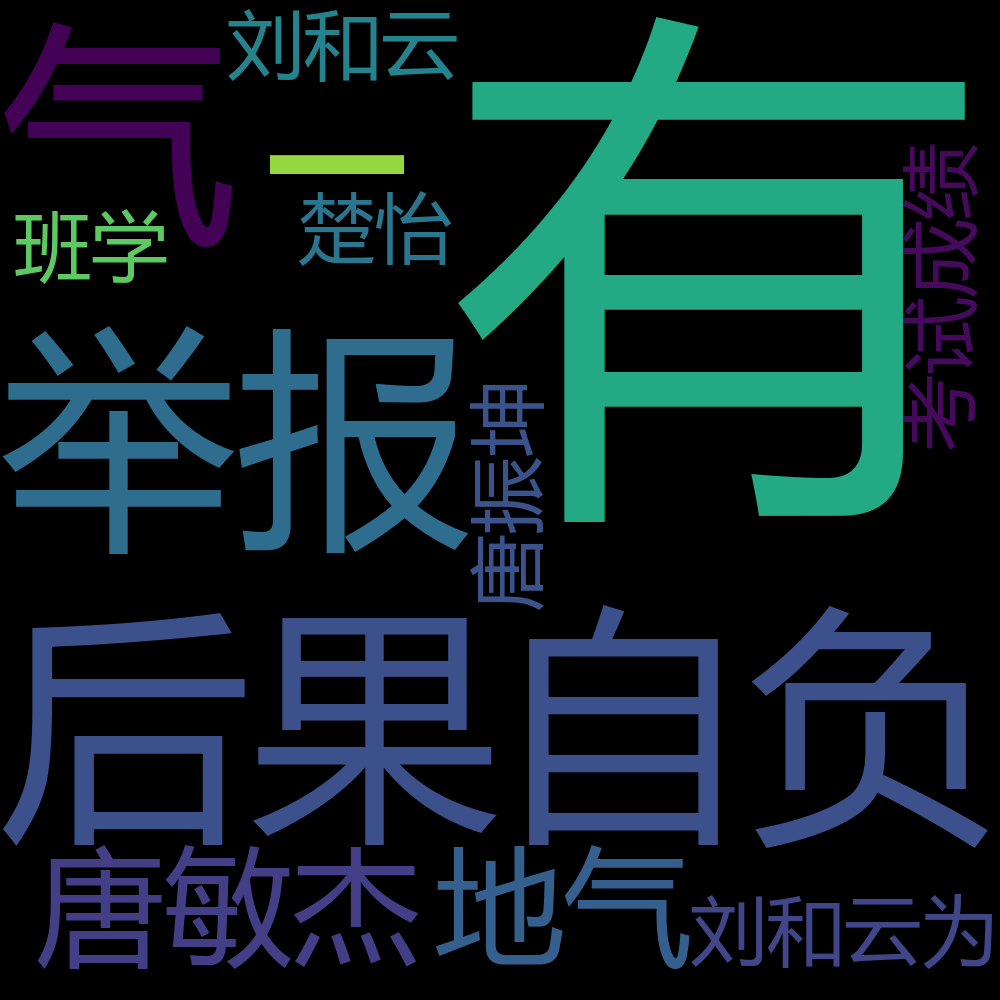 刘和云
气
有
一
班学
楚怡
考试成绩
举报
唐振坤
后果自负
唐敏杰
地气
刘和云为